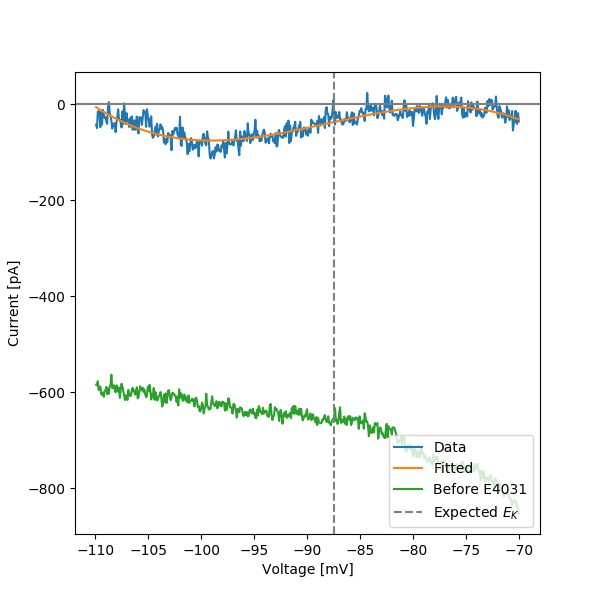 0
−200
−400
−600
−800
Current [pA]
Data
Fitted
Before E4031
Expected E_K
−110
−105
−100
−95
−90
−85
−80
−75
−70
Voltage [mV]